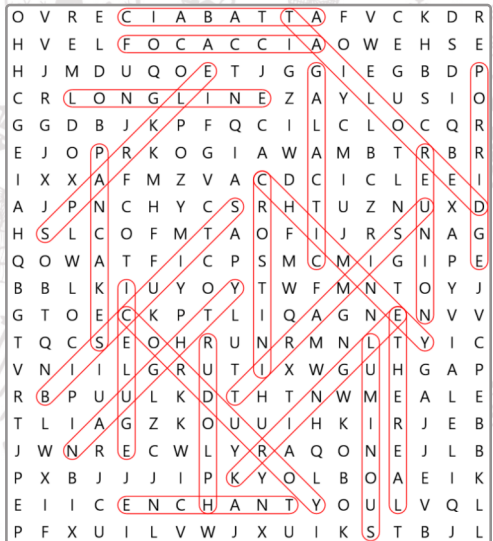 O V R E C I A B A T T A F V C K D R
H V E L F O C A C C I A O W E H S E
H J M D U Q O E T J G G I E G B D P
C R L O N G L I N E Z A Y L U S I O
G G D B J K P F Q C I L C L O C Q R
E J O P R K O G I A W A M B T R B R
I X X A F M Z V A C D C I C L E E I
A J P N C H Y C S R H T U Z N U X D
H S L C O F M T A O F I J R S N A G
Q O W A T F I C P S M C M I G I P E
B B L K I U Y O Y T W F M N T O Y J
G T O E C K P T L I Q A G N E N V V
T Q C S E O H R U N R M N L T Y I C
V N I I L G R U T I X W G U H G A P
R B P U U L K D T H T N W M E A L E
T L I A G Z K O U U I H K I R J E B
J W N R E C W L Y R A Q O N E J L B
P X B J J J I P K Y O L B O A E I K
E I I C E N C H A N T Y O U L V Q L
P F X U I L V W J X U I K S T B J L